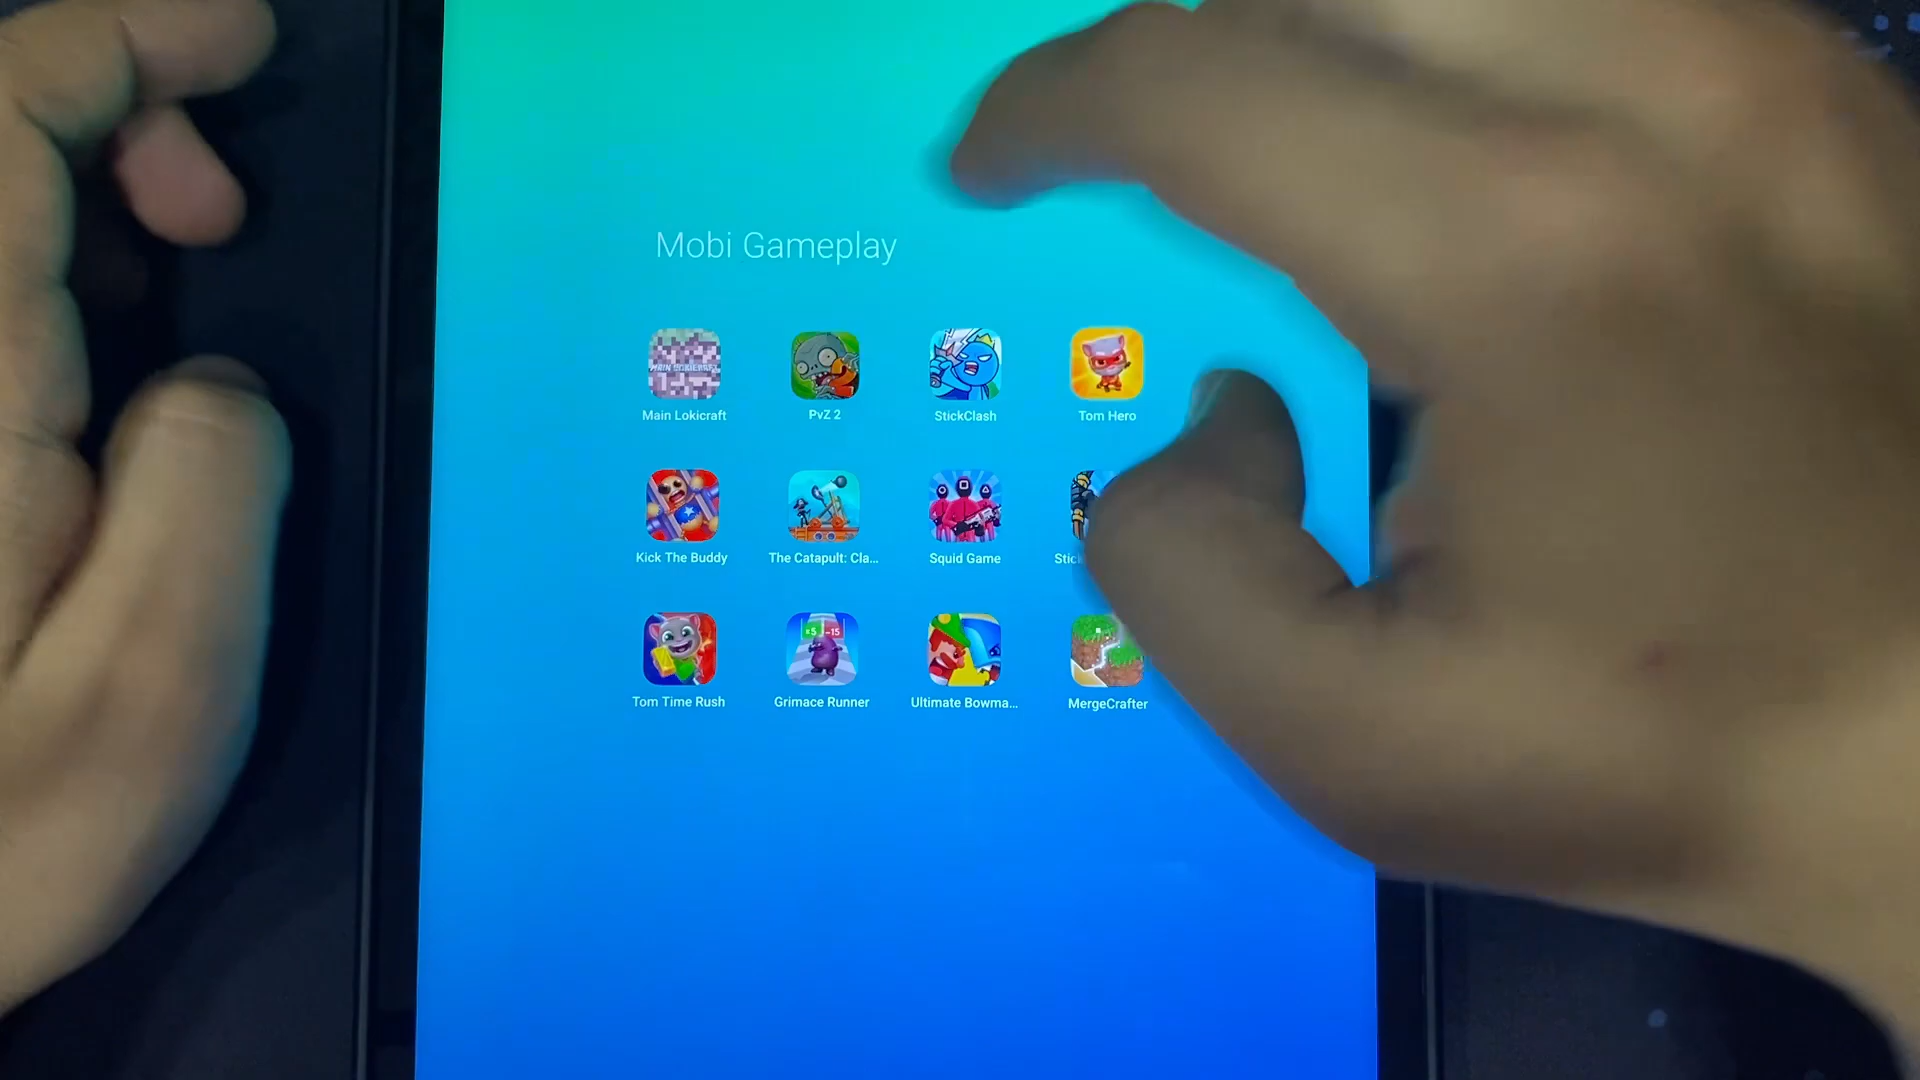 Mobi Gameplay
Main Lokicraft
PvZ 2
StickClash
Tom Hero
Kick The Buddy
The Catapult: Cla...
Squid Game
Tom Time Rush
Grimace Runner
Ultimate Bowma...
MergeCrafter